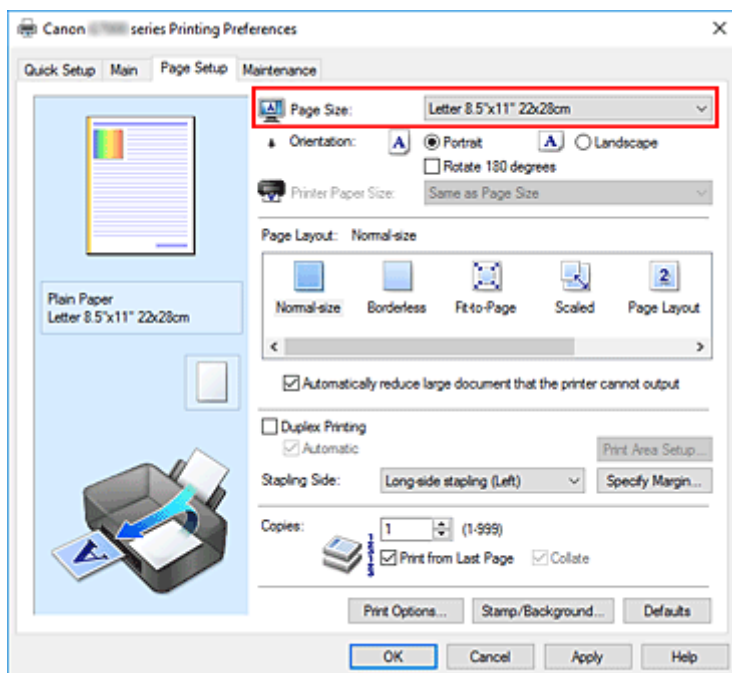 Canon series Printing Preferences
Quick Setup Main Page Setup Maintenance
Page Size: Letter 8.5"x11" 22x28cm
Orientation: A Portrait A Landscape
Rotate 180 degrees
Printer Paper Size: Same as Page Size
Page Layout: Normal-size
2
Normal-size Borderless Fit-to-Page Scaled Page Layout
Plain Paper
Letter 8.5"x11" 22x28cm
Automatically reduce large document that the printer cannot output
Duplex Printing
Automatic Print Area Setup...
Stapling Side: Long-side stapling (Left) Specify Margin...
Copies: 1 (1-999)
Print from Last Page Collate
A
Print Options... Stamp/Background... Defaults
OK Cancel Apply Help